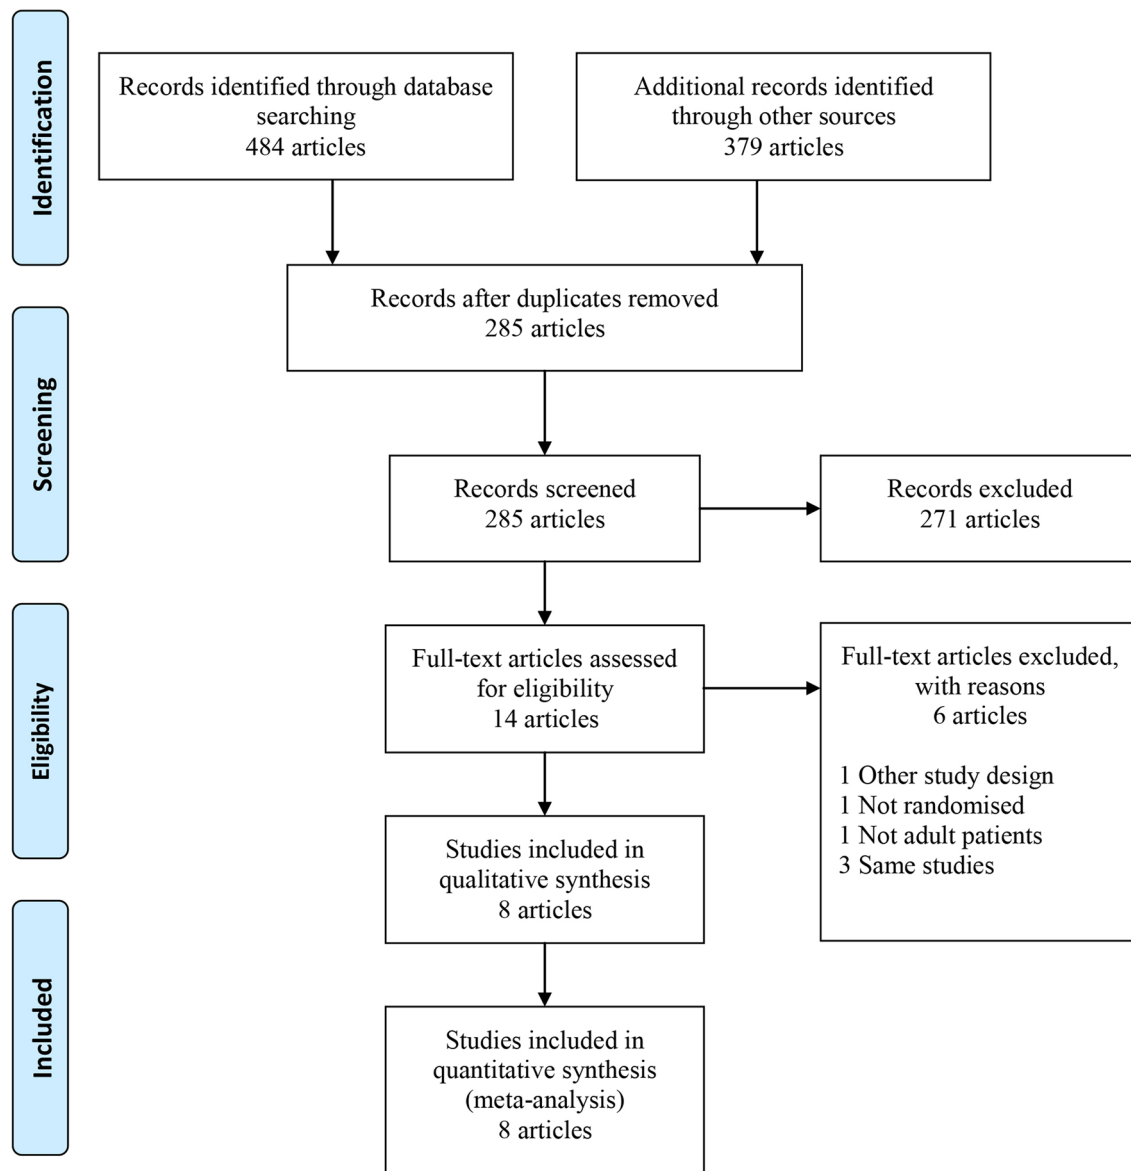 Identification
Records identified through database
searching
484 articles
Additional records identified
through other sources
379 articles
Records after duplicates removed
285 articles
Screening
Records screened
285 articles
Records excluded
271 articles
Eligibility
Full-text articles assessed
for eligibility
14 articles
Full-text articles excluded,
with reasons
6 articles
1 Other study design
1 Not randomised
1 Not adult patients
3 Same studies
Studies included in
qualitative synthesis
8 articles
Included
Studies included in
quantitative synthesis
(meta-analysis)
8 articles